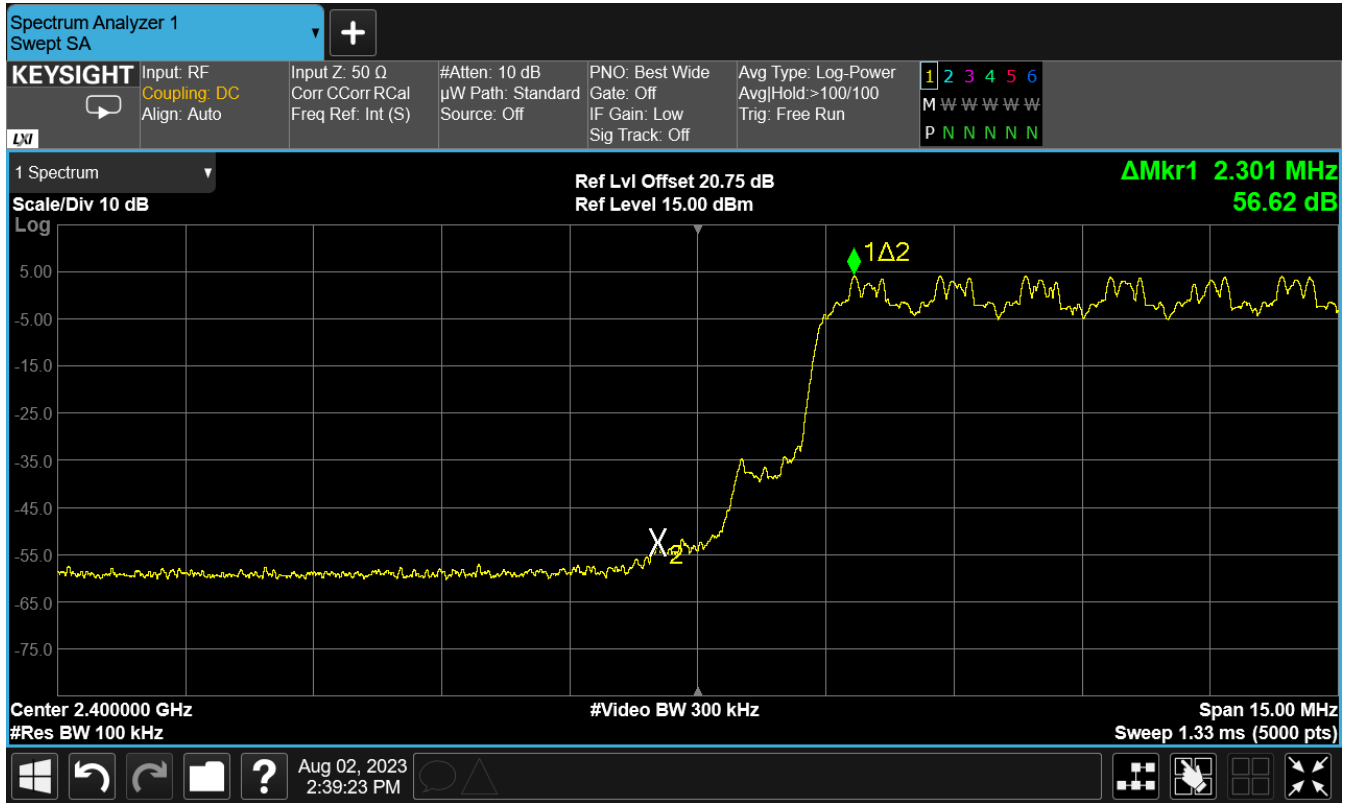 Spectrum Analyzer 1
Swept SA
KEYSIGHT
LXI
Input: RF
Coupling: DC
Align: Auto
Input Z: 50 Ω
Corr CCorr RCal
Freq Ref: Int (S)
#Atten: 10 dB
µW Path: Standard
Source: Off
PNO: Best Wide
Gate: Off
IF Gain: Low
Sig Track: Off
Avg Type: Log-Power
Avg|Hold:>100/100
Trig: Free Run
1 2 3 4 5 6
M W W W W W
P N N N N N
1 Spectrum
Scale/Div 10 dB
Log
Ref Lvl Offset 20.75 dB
Ref Level 15.00 dBm
ΔMkr1 2.301 MHz
56.62 dB
1Δ2
5.00
-5.00
-15.0
-25.0
-35.0
-45.0
X2
-55.0
-65.0
-75.0
Center 2.400000 GHz
#Res BW 100 kHz
#Video BW 300 kHz
Span 15.00 MHz
Sweep 1.33 ms (5000 pts)
?
Aug 02, 2023
2:39:23 PM